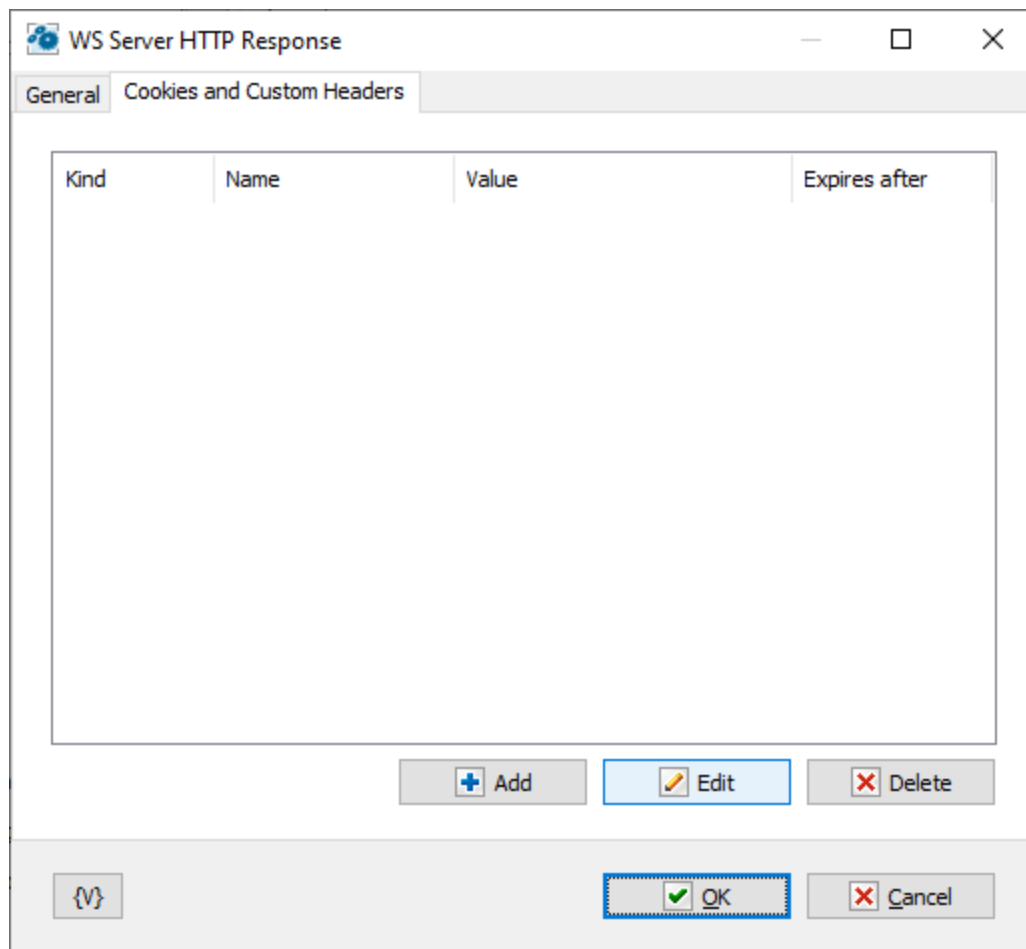 WS Server HTTP Response
General Cookies and Custom Headers
Kind Name Value Expires after
Add Edit Delete
{V} OK Cancel